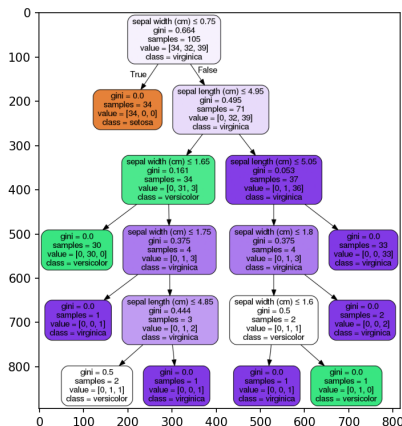 0
100
200
300
400
500
600
700
800
0
100
200
300
400
500
600
700
800
sepal width (cm) ≤ 0.75
gini = 0.664
samples = 105
value = [34, 32, 39]
class = virginica
True
False
gini = 0.0
samples = 34
value = [34, 0, 0]
class = setosa
sepal length (cm) ≤ 4.95
gini = 0.495
samples = 71
value = [0, 32, 39]
class = virginica
sepal width (cm) ≤ 1.65
gini = 0.161
samples = 34
value = [0, 31, 3]
class = versicolor
sepal length (cm) ≤ 5.05
gini = 0.053
samples = 37
value = [0, 1, 36]
class = virginica
gini = 0.0
samples = 30
value = [0, 30, 0]
class = versicolor
sepal width (cm) ≤ 1.75
gini = 0.375
samples = 4
value = [0, 1, 3]
class = virginica
sepal width (cm) ≤ 1.8
gini = 0.375
samples = 4
value = [0, 1, 3]
class = virginica
gini = 0.0
samples = 33
value = [0, 0, 33]
class = virginica
gini = 0.0
samples = 1
value = [0, 0, 1]
class = virginica
sepal length (cm) ≤ 4.85
gini = 0.444
samples = 3
value = [0, 1, 2]
class = virginica
sepal width (cm) ≤ 1.6
gini = 0.5
samples = 2
value = [0, 1, 1]
class = versicolor
gini = 0.0
samples = 2
value = [0, 0, 2]
class = virginica
gini = 0.5
samples = 2
value = [0, 1, 1]
class = versicolor
gini = 0.0
samples = 1
value = [0, 0, 1]
class = virginica
gini = 0.0
samples = 1
value = [0, 0, 1]
class = virginica
gini = 0.0
samples = 1
value = [0, 1, 0]
class = versicolor